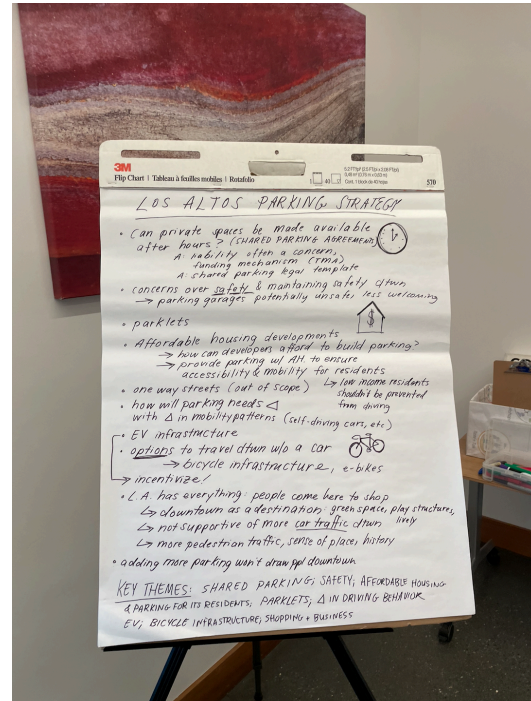 3M
Flip Chart | Tableau à feuilles mobiles | Rotafolio
570
LOS ALTOS PARKING STRATEGY
• Can private spaces be made available
after hours? (SHARED PARKING AGREEMENT)
A: liability often a concern,
funding mechanism (TMA)
A: shared parking legal template
• concerns over safety & maintaining safety dtwn
→ parking garages potentially unsafe, less welcoming
$
• parklets
• Affordable housing developments
→ how can developers afford to build parking?
→ provide parking w/ AH to ensure
accessibility & mobility for residents
• one way streets (out of scope)
↳ low income residents
shouldn't be prevented
from driving
• how will parking needs Δ
with Δ in mobility patterns (self-driving cars, etc)
• EV infrastructure
• options to travel dtwn w/o a car
→ bicycle infrastructure, e-bikes
→ incentivize!
• L.A. has everything: people come here to shop
↳ downtown as a destination: green space, play structures,
lively
↳ not supportive of more car traffic dtwn
↳ more pedestrian traffic, sense of place, history
• adding more parking won't draw ppl downtown
KEY THEMES: SHARED PARKING; SAFETY; AFFORDABLE HOUSING
& PARKING FOR ITS RESIDENTS; PARKLETS; Δ IN DRIVING BEHAVIOR
EV; BICYCLE INFRASTRUCTURE; SHOPPING + BUSINESS